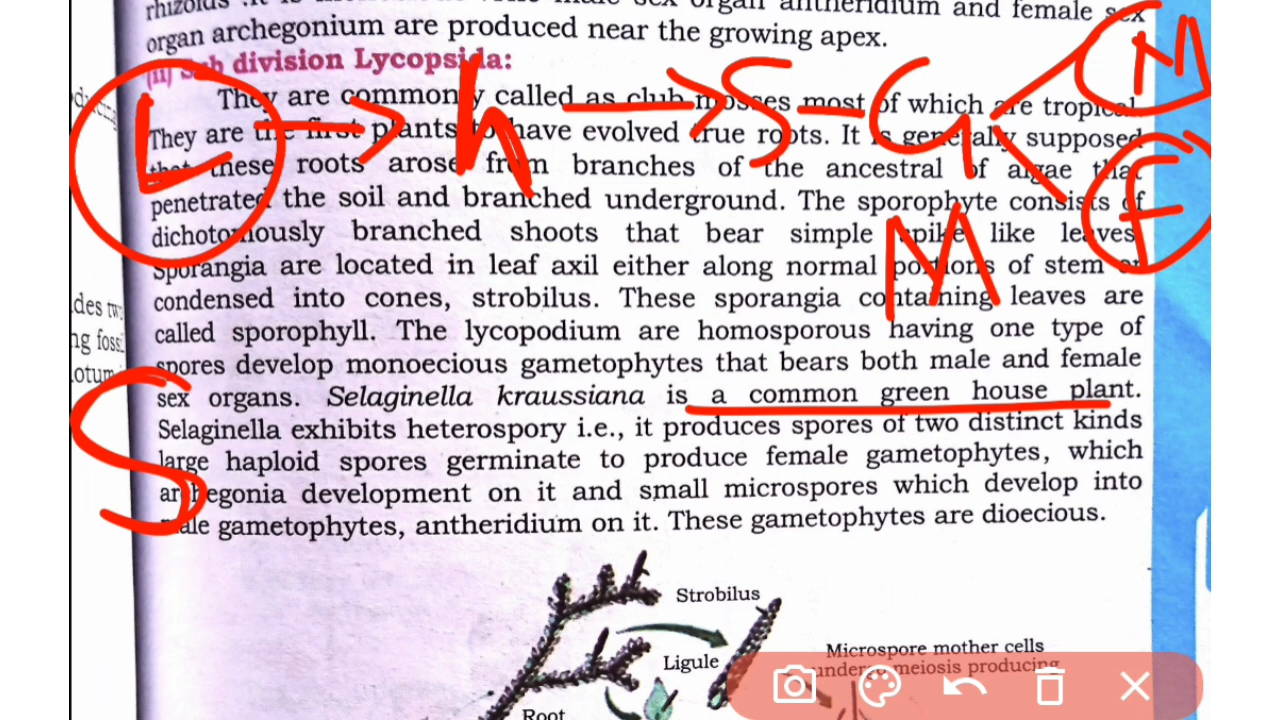 rhizoids
organ antheridium and female sex
organ archegonium are produced near the growing apex.
(ii) Sub division Lycopsida:
They are commonly called as club mosses most of which are tropical.
They are the first plants to have evolved true roots. It is generally supposed
that these roots arose from branches of the ancestral of algae that
penetrated the soil and branched underground. The sporophyte consists of
dichotomously branched shoots that bear simple spike like leaves
Sporangia are located in leaf axil either along normal portions of stem or
condensed into cones, strobilus. These sporangia containing leaves are
called sporophyll. The lycopodium are homosporous having one type of
spores develop monoecious gametophytes that bears both male and female
sex organs. Selaginella kraussiana is a common green house plant.
Selaginella exhibits heterospory i.e., it produces spores of two distinct kinds
large haploid spores germinate to produce female gametophytes, which
archegonia development on it and small microspores which develop into
male gametophytes, antheridium on it. These gametophytes are dioecious.
L → h → S - G
M
F
M
S
des tw
ng foss
otum
Strobilus
Ligule
Root
Microspore mother cells
undergo meiosis producing